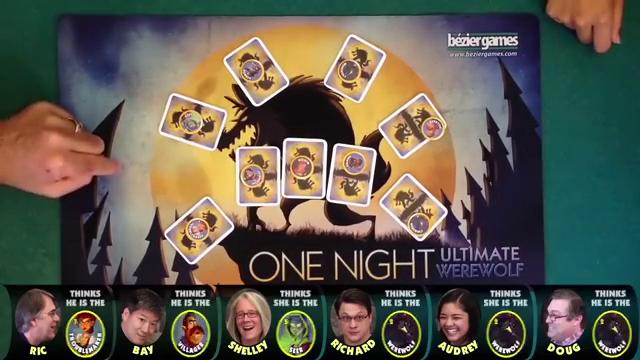 béziergames
www.beziergames.com
ONE NIGHT
ULTIMATE
WEREWOLF
THINKS
HE IS THE
TROUBLEMAKER
RIC
THINKS
HE IS THE
VILLAGER
BAY
THINKS
SHE IS THE
SEER
SHELLEY
THINKS
HE IS THE
WEREWOLF
RICHARD
THINKS
SHE IS THE
WEREWOLF
AUDREY
THINKS
HE IS THE
WEREWOLF
DOUG